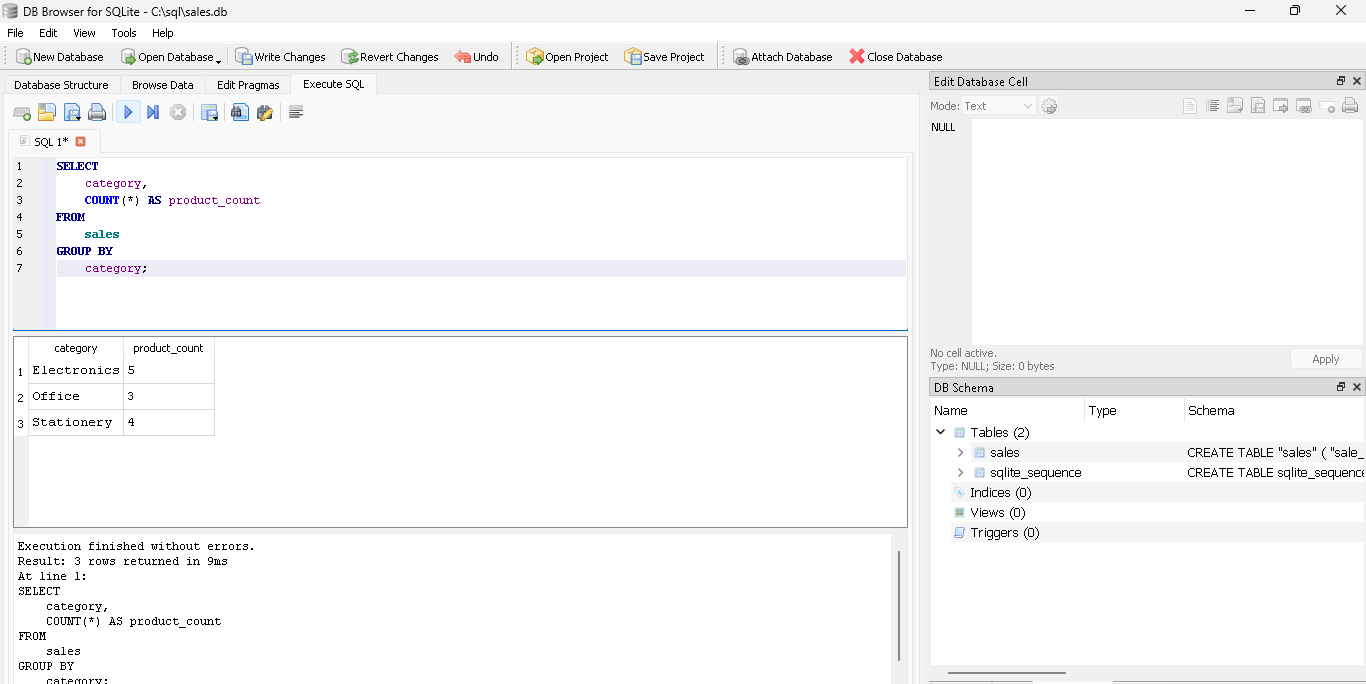 DB Browser for SQLite - C:\sql\sales.db
File Edit View Tools Help
New Database Open Database Write Changes Revert Changes Undo Open Project Save Project Attach Database Close Database
Database Structure Browse Data Edit Pragmas Execute SQL
SQL 1*
1 SELECT
2 category,
3 COUNT(*) AS product_count
4 FROM
5 sales
6 GROUP BY
7 category;
category product_count
1 Electronics 5
2 Office 3
3 Stationery 4
Execution finished without errors.
Result: 3 rows returned in 9ms
At line 1:
SELECT
category,
COUNT(*) AS product_count
FROM
sales
GROUP BY
category;
Edit Database Cell
Mode: Text
NULL
No cell active.
Type: NULL; Size: 0 bytes
Apply
DB Schema
Name Type Schema
Tables (2)
sales CREATE TABLE "sales" ( "sale_
sqlite_sequence CREATE TABLE sqlite_sequence
Indices (0)
Views (0)
Triggers (0)